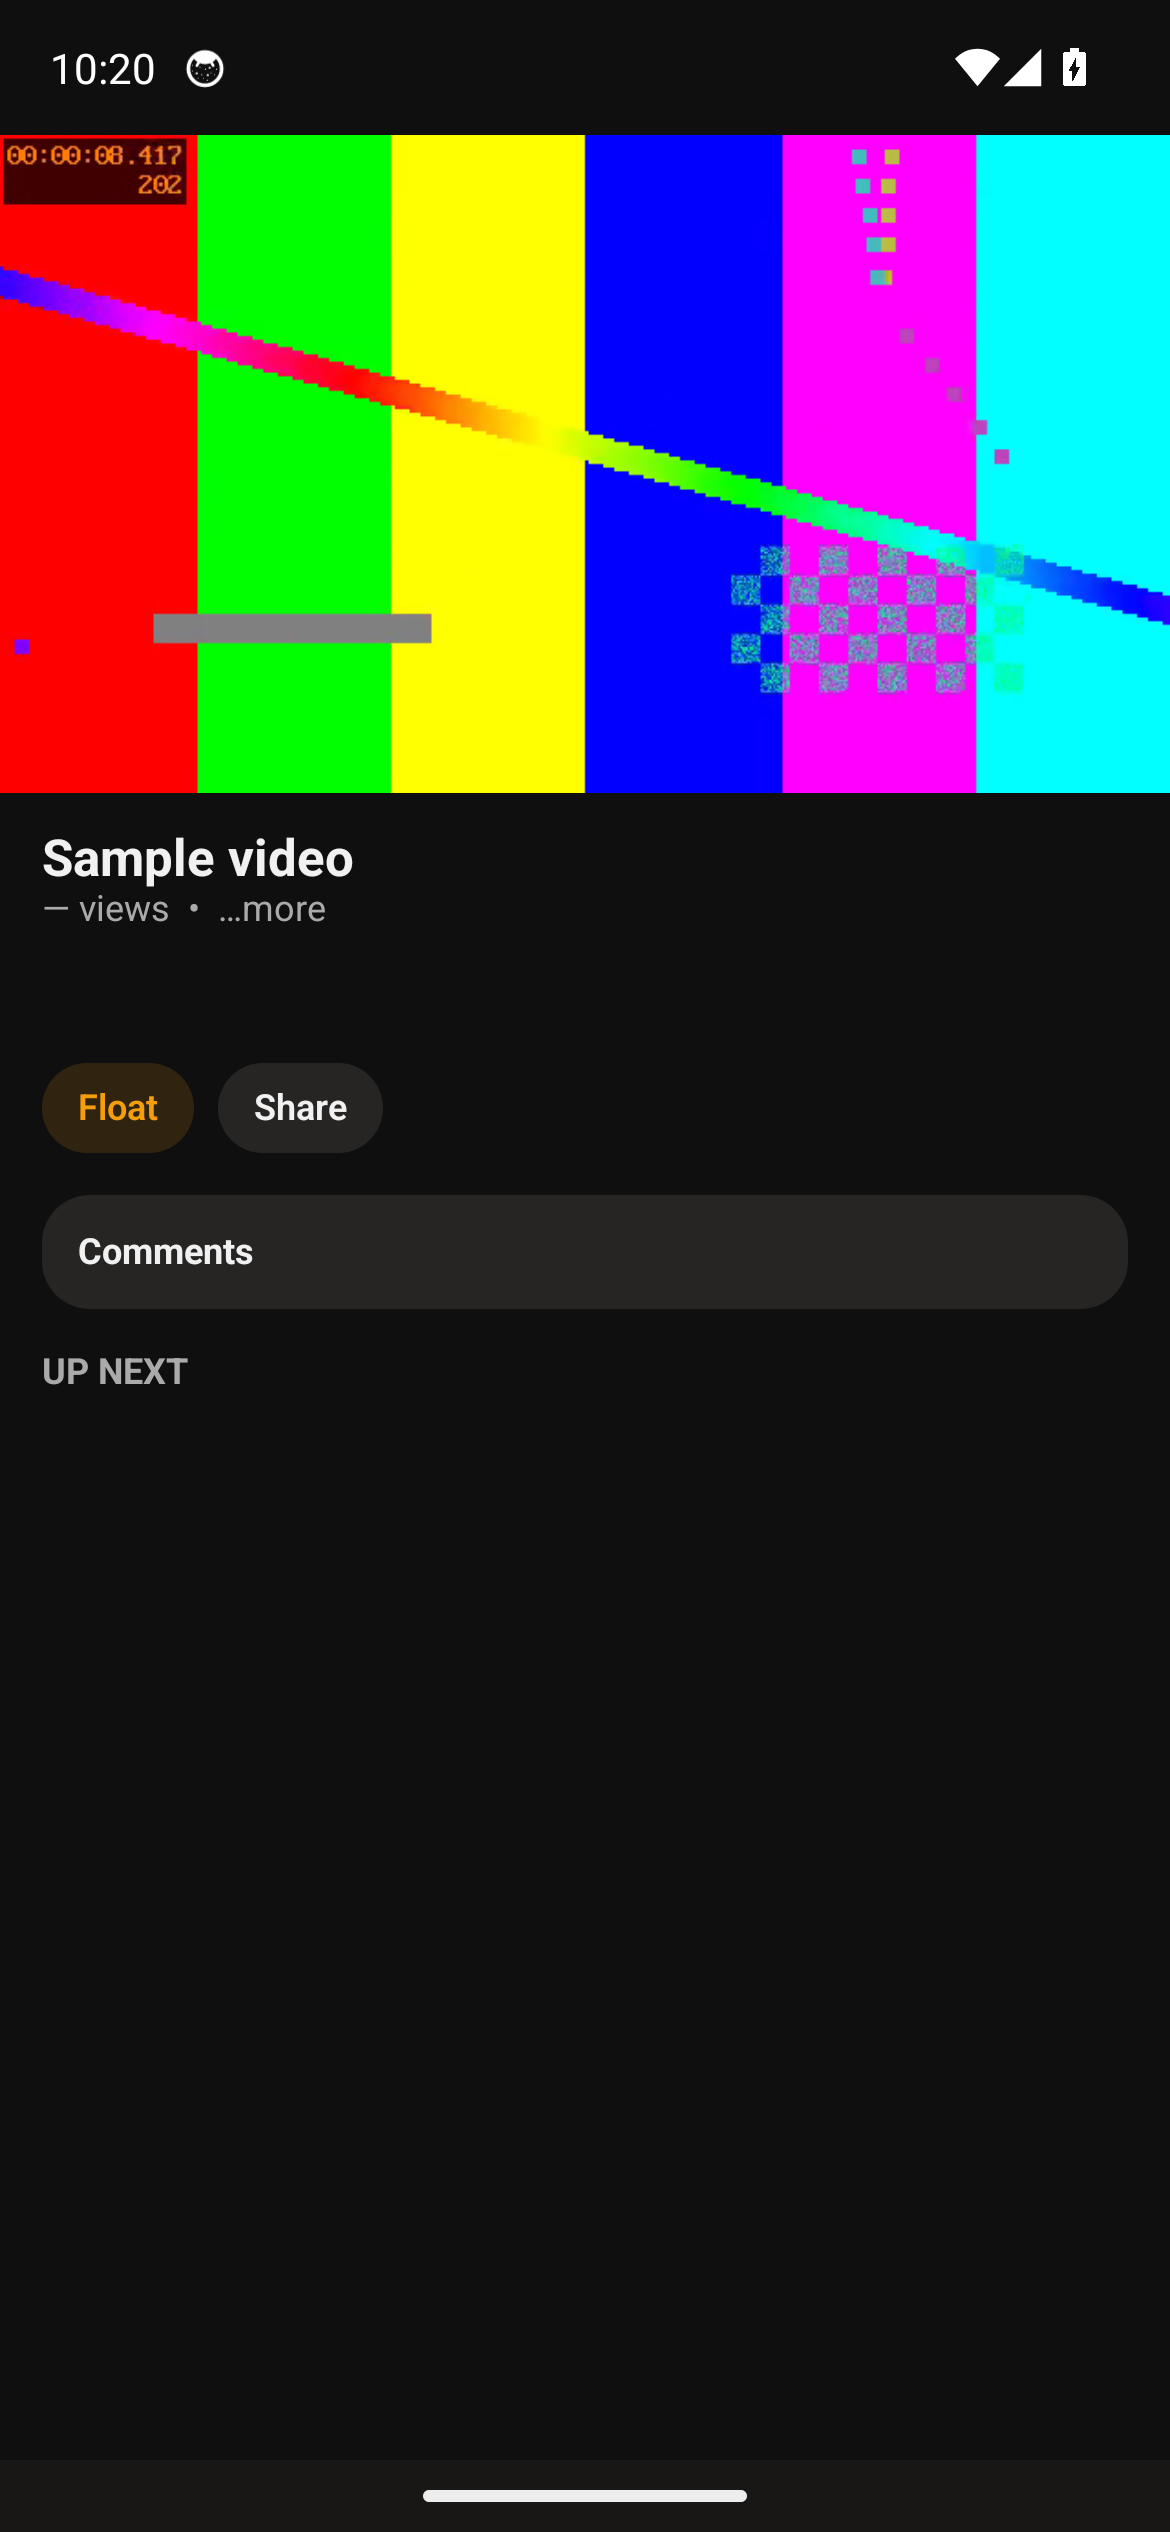 10:20
00:00:08.417
202
Sample video
— views • …more
Float
Share
Comments
UP NEXT